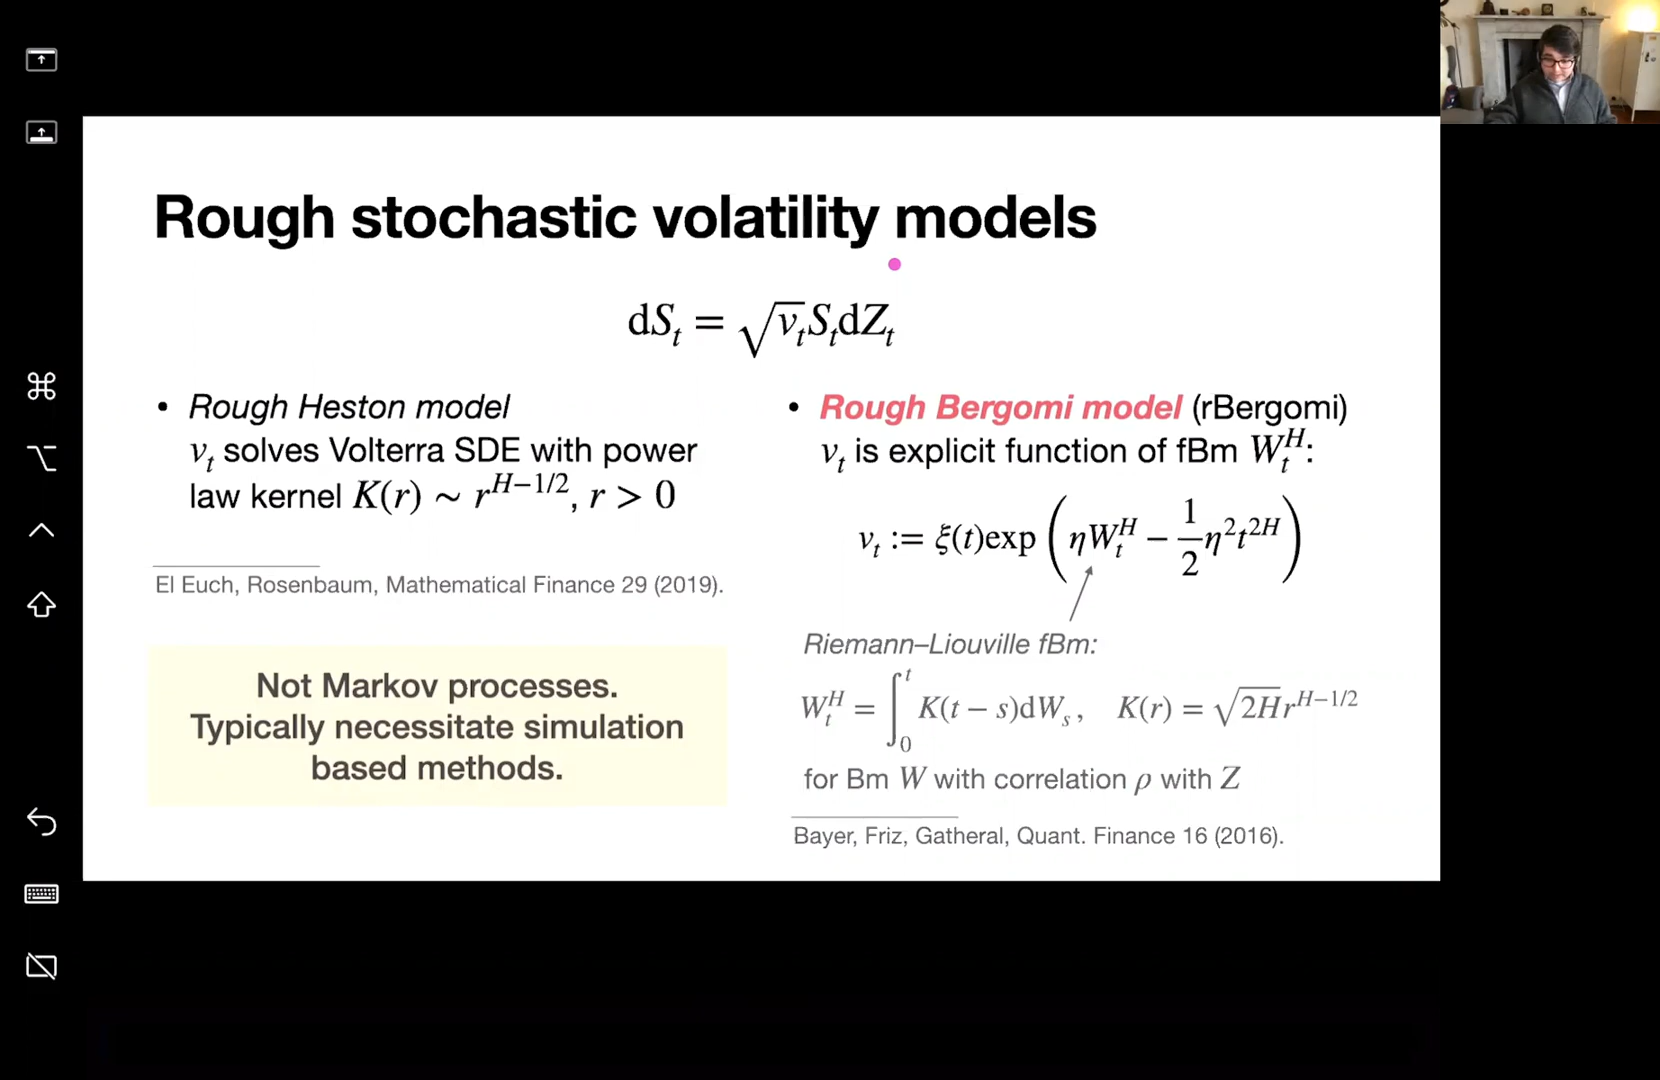 Rough stochastic volatility models
dS_t = √v_t S_t dZ_t
• Rough Heston model
v_t solves Volterra SDE with power
law kernel K(r) ~ r^{H−1/2}, r > 0
El Euch, Rosenbaum, Mathematical Finance 29 (2019).
Not Markov processes.
Typically necessitate simulation
based methods.
• Rough Bergomi model (rBergomi)
v_t is explicit function of fBm W_t^H:
v_t := ξ(t)exp(ηW_t^H − 1/2 η²t^{2H})
Riemann–Liouville fBm:
W_t^H = ∫_0^t K(t − s)dW_s, K(r) = √2H r^{H−1/2}
for Bm W with correlation ρ with Z
Bayer, Friz, Gatheral, Quant. Finance 16 (2016).